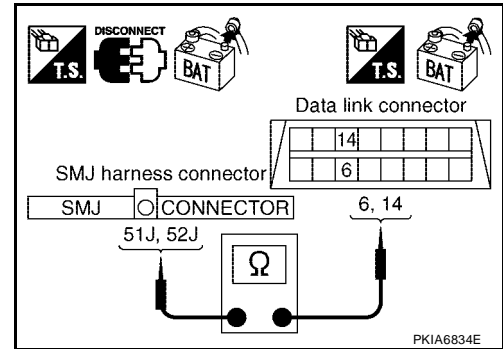 T.S.
DISCONNECT
BAT
T.S.
BAT
Data link connector
14
6
SMJ harness connector
SMJ CONNECTOR
6, 14
51J, 52J
Ω
PKIA6834E